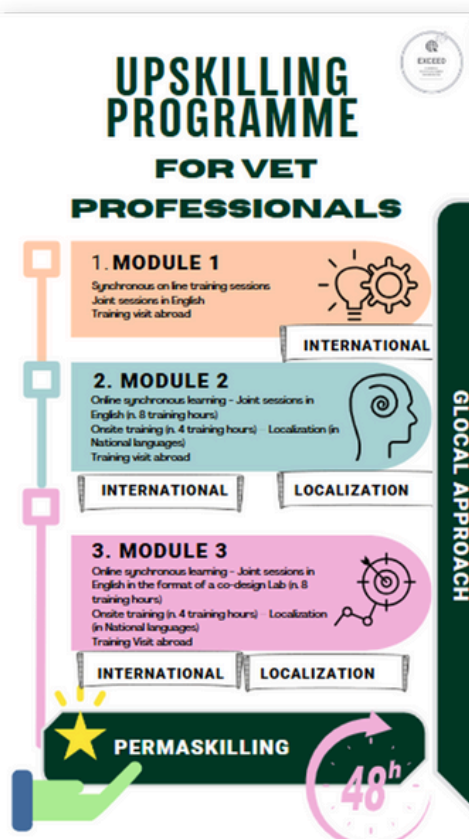 EXCEED
UPSKILLING
PROGRAMME
FOR VET
PROFESSIONALS
1. MODULE 1
Synchronous on line training sessions
Joint sessions in English
Training visit abroad
INTERNATIONAL
2. MODULE 2
Online synchronous learning - Joint sessions in
English (n. 8 training hours)
Onsite training (n. 4 training hours) - Localization (in
National languages)
Training visit abroad
INTERNATIONAL
LOCALIZATION
3. MODULE 3
Online synchronous learning - Joint sessions in
English in the format of a co-design Lab (n. 8
training hours)
Onsite training (n. 4 training hours) - Localization
(in National languages)
Training Visit abroad
INTERNATIONAL
LOCALIZATION
PERMASKILLING
48h
GLOCAL APPROACH